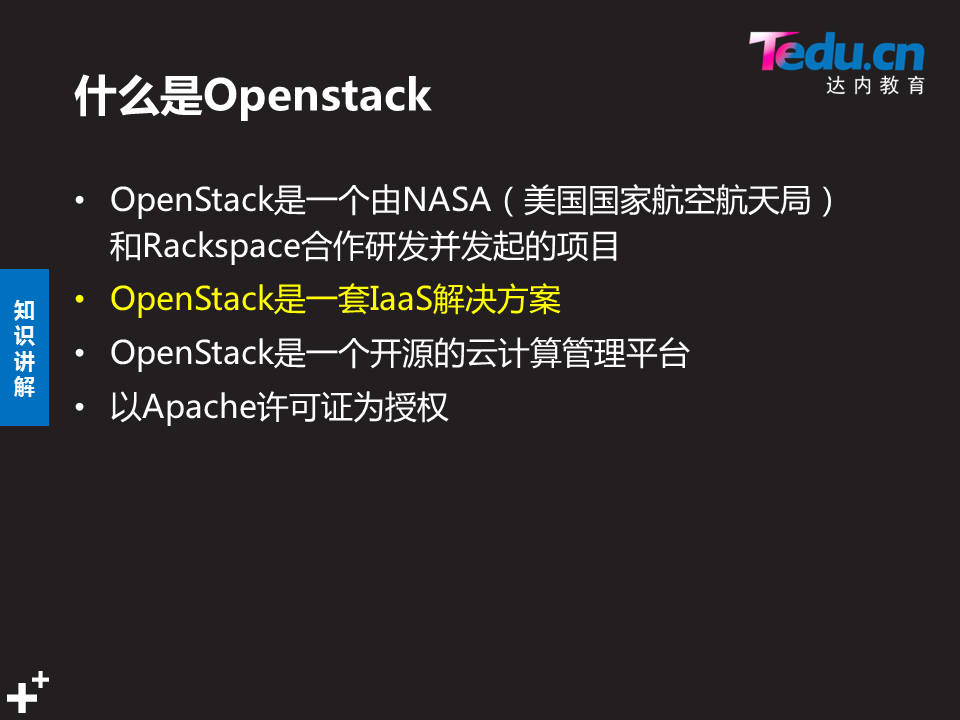 Tedu.cn
达内教育
什么是Openstack
• OpenStack是一个由NASA（美国国家航空航天局）
和Rackspace合作研发并发起的项目
• OpenStack是一套IaaS解决方案
• OpenStack是一个开源的云计算管理平台
• 以Apache许可证为授权
知
识
讲
解